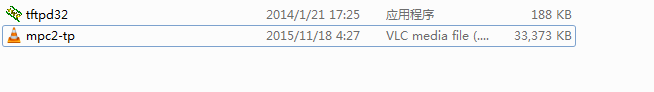 tftpd32 2014/1/21 17:25 应用程序 188 KB
mpc2-tp 2015/11/18 4:27 VLC media file (.... 33,373 KB